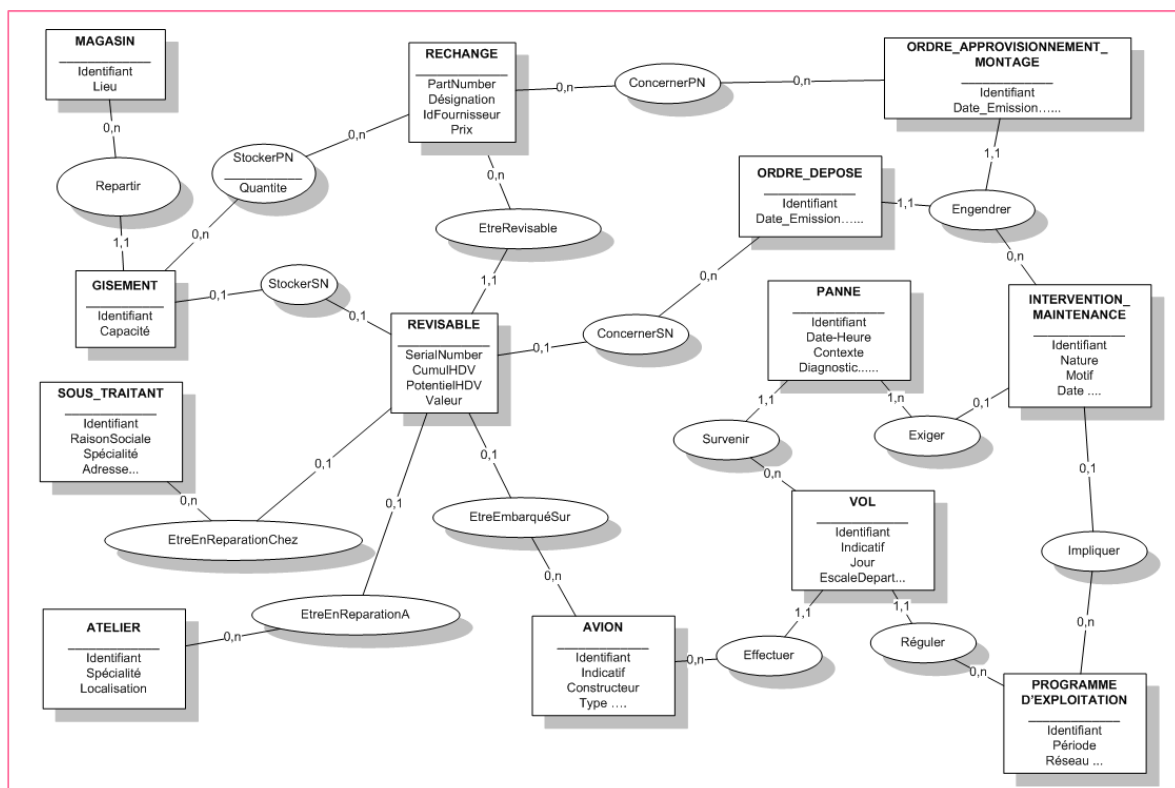 MAGASIN
Identifiant
Lieu
0,n
Repartir
1,1
RECHANGE
PartNumber
Désignation
IdFournisseur
Prix
0,n
ConcernerPN
0,n
ORDRE_APPROVISIONNEMENT_
MONTAGE
Identifiant
Date_Emission…...
1,1
0,n
StockerPN
Quantite
0,n
0,n
EtreRevisable
1,1
ORDRE_DEPOSE
Identifiant
Date_Emission…...
1,1
Engendrer
0,n
0,n
ConcernerSN
0,1
GISEMENT
Identifiant
Capacité
0,1
StockerSN
0,1
REVISABLE
SerialNumber
CumulHDV
PotentielHDV
Valeur
PANNE
Identifiant
Date-Heure
Contexte
Diagnostic......
1,1
1,n
INTERVENTION_
MAINTENANCE
Identifiant
Nature
Motif
Date ....
0,1
Exiger
Survenir
0,n
SOUS_TRAITANT
Identifiant
RaisonSociale
Spécialité
Adresse...
0,n
0,1
EtreEnReparationChez
0,1
0,1
EtreEmbarquéSur
0,n
VOL
Identifiant
Indicatif
Jour
EscaleDepart...
1,1
1,1
0,1
Impliquer
0,n
ATELIER
Identifiant
Spécialité
Localisation
0,n
EtreEnReparationA
AVION
Identifiant
Indicatif
Constructeur
Type ….
0,n
Effectuer
Réguler
0,n
PROGRAMME
D'EXPLOITATION
Identifiant
Période
Réseau ...